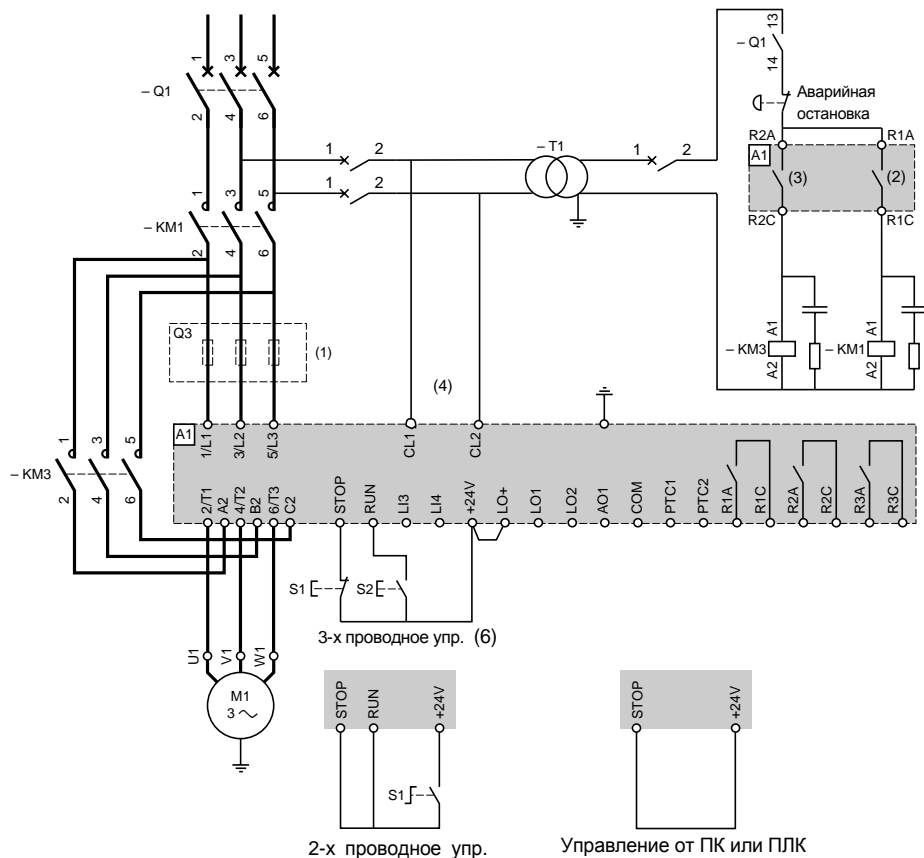 1 3 5
– Q1
2 4 6
13
– Q1
14
Аварийная
остановка
1 2
1 2
– T1
1 2
R2A R1A
A1
(3) (2)
R2C R1C
1 3 5
– KM1
2 4 6
Q3
(1)
A1 A1
– KM3 – KM1
A2 A2
(4)
A1
1/L1 3/L2 5/L3 CL1 CL2
1 3 5
– KM3
2 4 6
2/T1 A2 4/T2 B2 6/T3 C2 STOP RUN LI3 LI4 +24V LO+ LO1 LO2 AO1 COM PTC1 PTC2 R1A R1C R2A R2C R3A R3C
S1 S2
3-х проводное упр. (6)
U1 V1 W1
M1
3
STOP RUN +24V
S1
2-х проводное упр.
STOP +24V
Управление от ПК или ПЛК